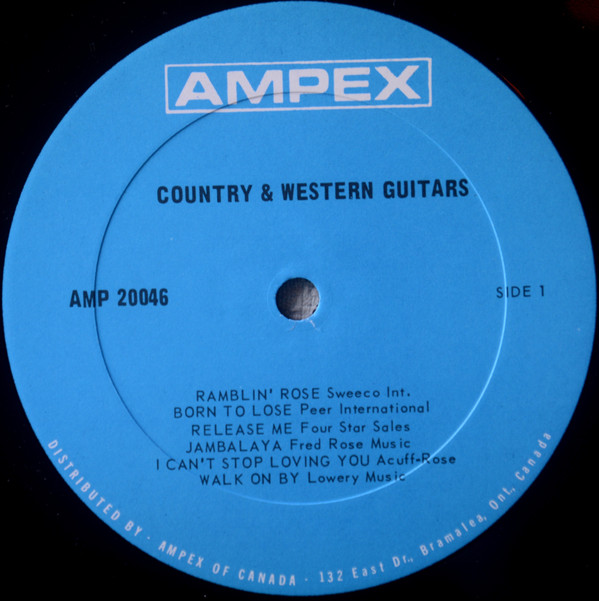 AMPEX
COUNTRY & WESTERN GUITARS
AMP 20046
SIDE 1
RAMBLIN' ROSE Sweeco Int.
BORN TO LOSE Peer International
RELEASE ME Four Star Sales
JAMBALAYA Fred Rose Music
I CAN'T STOP LOVING YOU Acuff-Rose
WALK ON BY Lowery Music
DISTRIBUTED BY · AMPEX OF CANADA · 132 East Dr., Bramalea, Ont., Canada